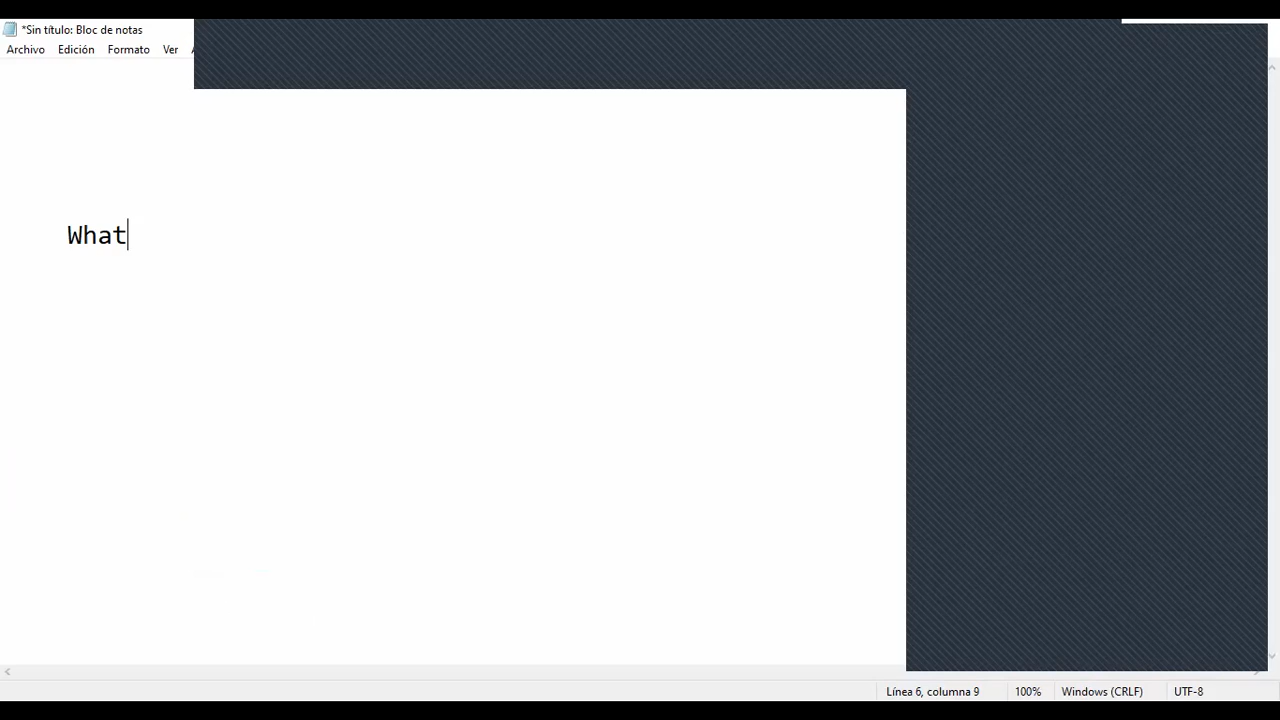 *Sin título: Bloc de notas
Archivo Edición Formato Ver
What
Línea 6, columna 9 100% Windows (CRLF) UTF-8